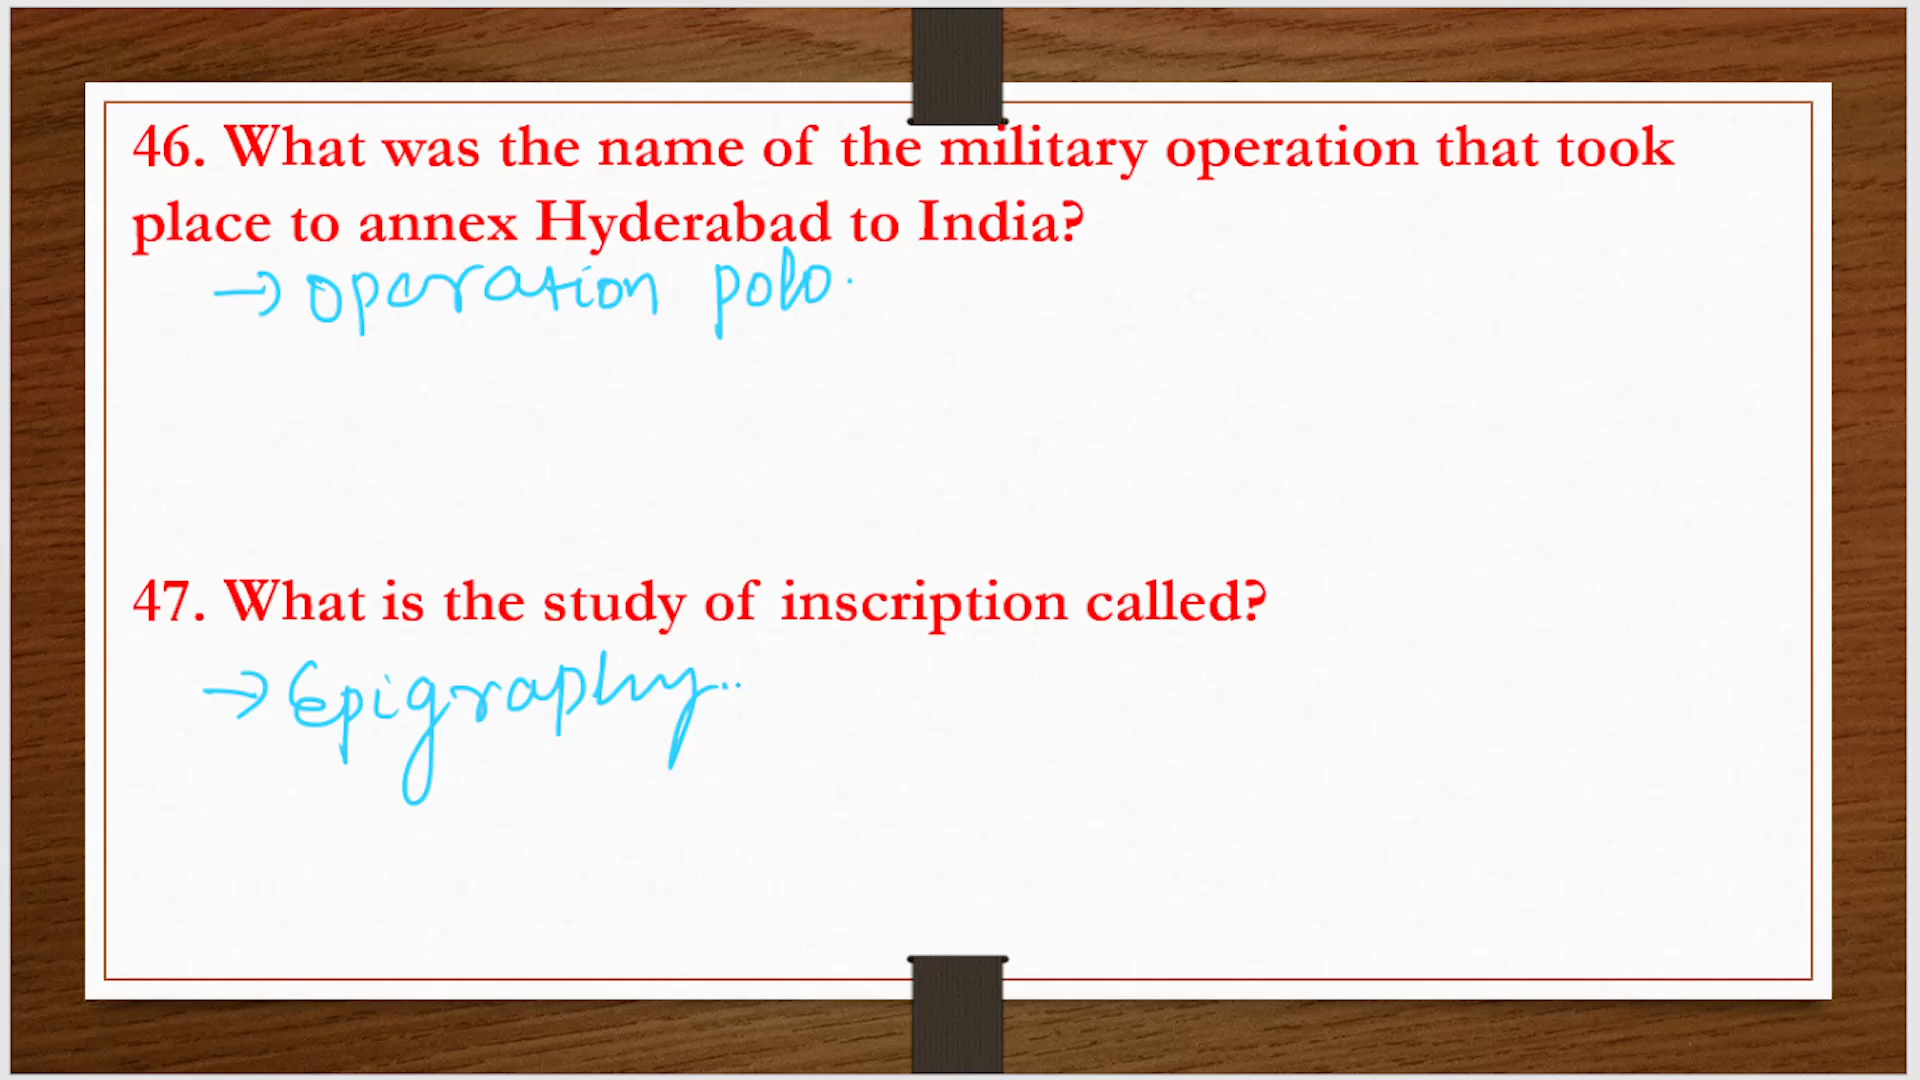 46. What was the name of the military operation that took
place to annex Hyderabad to India?
→ operation polo.
47. What is the study of inscription called?
→ Epigraphy..